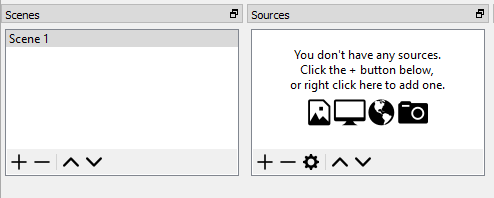 Scenes
Sources
Scene 1
You don't have any sources.
Click the + button below,
or right click here to add one.